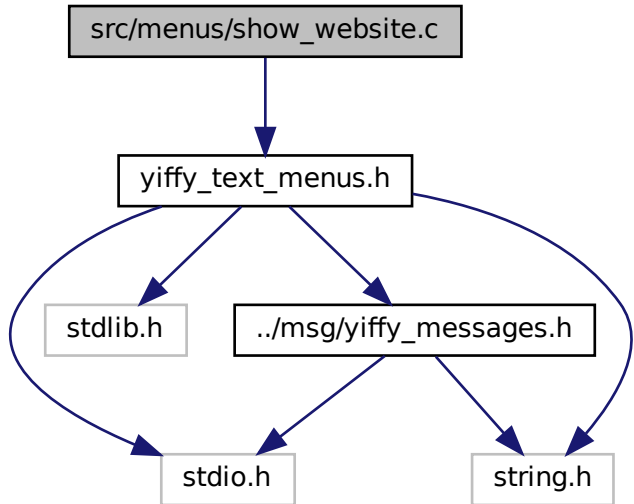 src/menus/show_website.c
yiffy_text_menus.h
stdlib.h
../msg/yiffy_messages.h
stdio.h
string.h